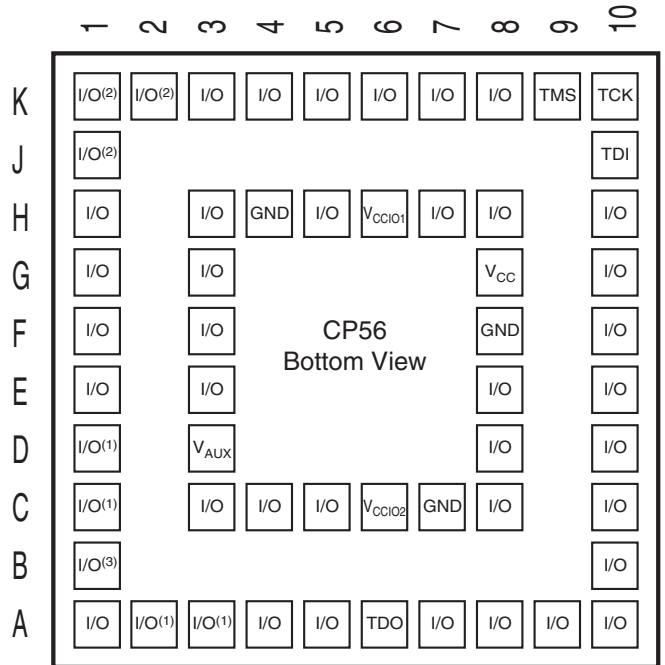 1 2 3 4 5 6 7 8 9 10
K I/O(2) I/O(2) I/O I/O I/O I/O I/O I/O TMS TCK
J I/O(2) TDI
H I/O I/O GND I/O VCCIO1 I/O I/O I/O
G I/O I/O VCC I/O
F I/O I/O CP56 GND I/O
Bottom View
E I/O I/O I/O I/O
D I/O(1) VAUX I/O I/O
C I/O(1) I/O I/O I/O VCCIO2 GND I/O I/O
B I/O(3) I/O
A I/O I/O(1) I/O(1) I/O I/O TDO I/O I/O I/O I/O